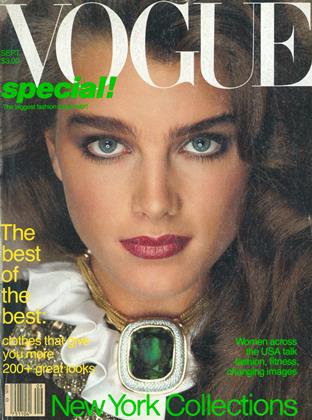 VOGUE
SEPT.
$3.00
special!
The biggest fashion
The
best
of
the
best:
clothes that give
you more
200+ great looks
Women across
the USA talk
fashion, fitness,
changing images
New York Collections